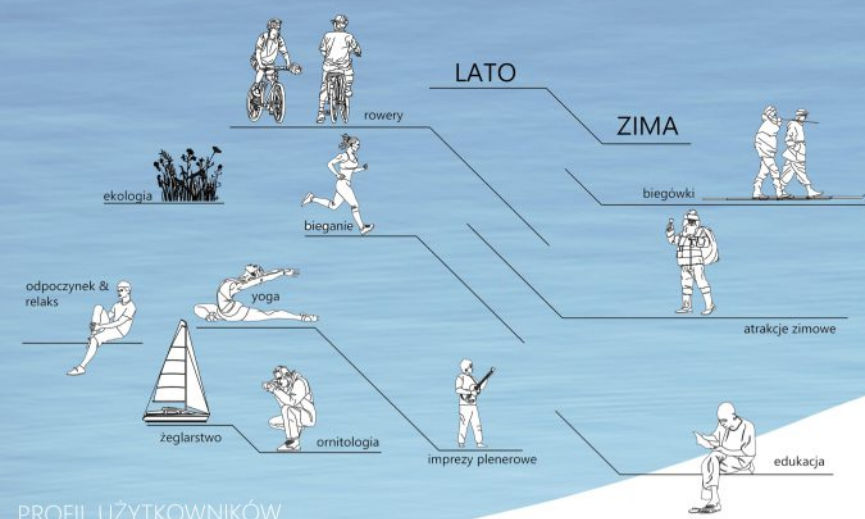 LATO
ZIMA
rowery
ekologia
biegówki
bieganie
odpoczynek &
relaks
yoga
atrakcje zimowe
żeglarstwo
ornitologia
imprezy plenerowe
edukacja
PROFIL UŻYTKOWNIKÓW